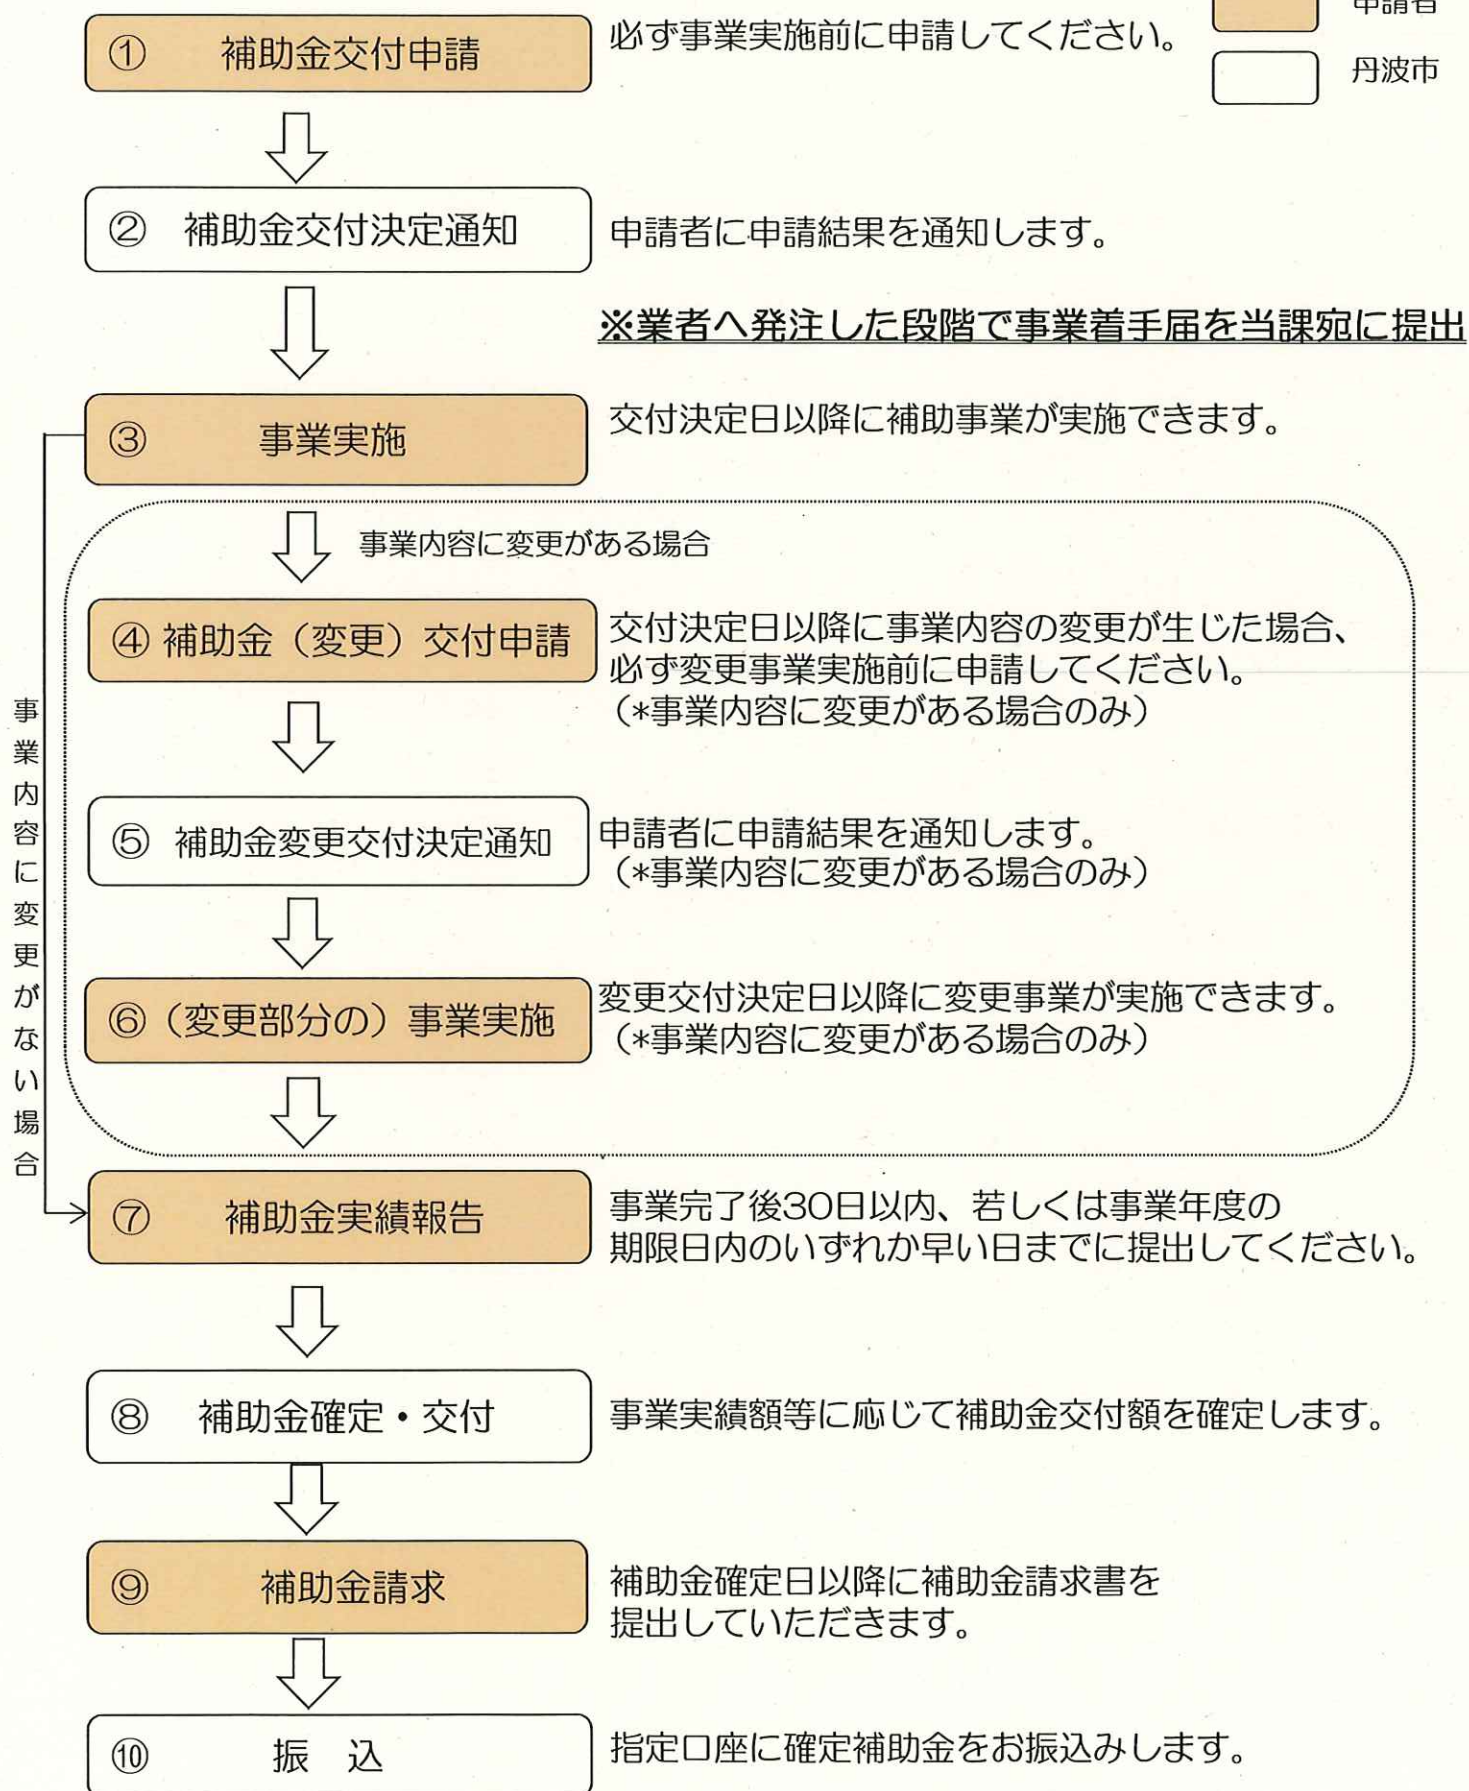 申請者
① 補助金交付申請
必ず事業実施前に申請してください。
丹波市
② 補助金交付決定通知
申請者に申請結果を通知します。
※業者へ発注した段階で事業着手届を当課宛に提出
③ 事業実施
交付決定日以降に補助事業が実施できます。
事業内容に変更がある場合
④ 補助金（変更）交付申請
交付決定日以降に事業内容の変更が生じた場合、
必ず変更事業実施前に申請してください。
（*事業内容に変更がある場合のみ）
事業内容に変更がない場合
⑤ 補助金変更交付決定通知
申請者に申請結果を通知します。
（*事業内容に変更がある場合のみ）
⑥（変更部分の）事業実施
変更交付決定日以降に変更事業が実施できます。
（*事業内容に変更がある場合のみ）
⑦ 補助金実績報告
事業完了後30日以内、若しくは事業年度の
期限日内のいずれか早い日までに提出してください。
⑧ 補助金確定・交付
事業実績額等に応じて補助金交付額を確定します。
⑨ 補助金請求
補助金確定日以降に補助金請求書を
提出していただきます。
⑩ 振　込
指定口座に確定補助金をお振込みします。